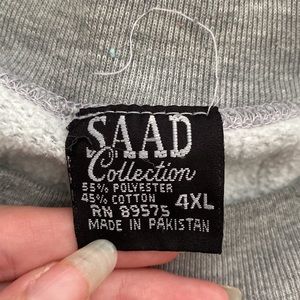 SAAD
Collection
55% POLYESTER
45% COTTON 4XL
RN 89575
MADE IN PAKISTAN